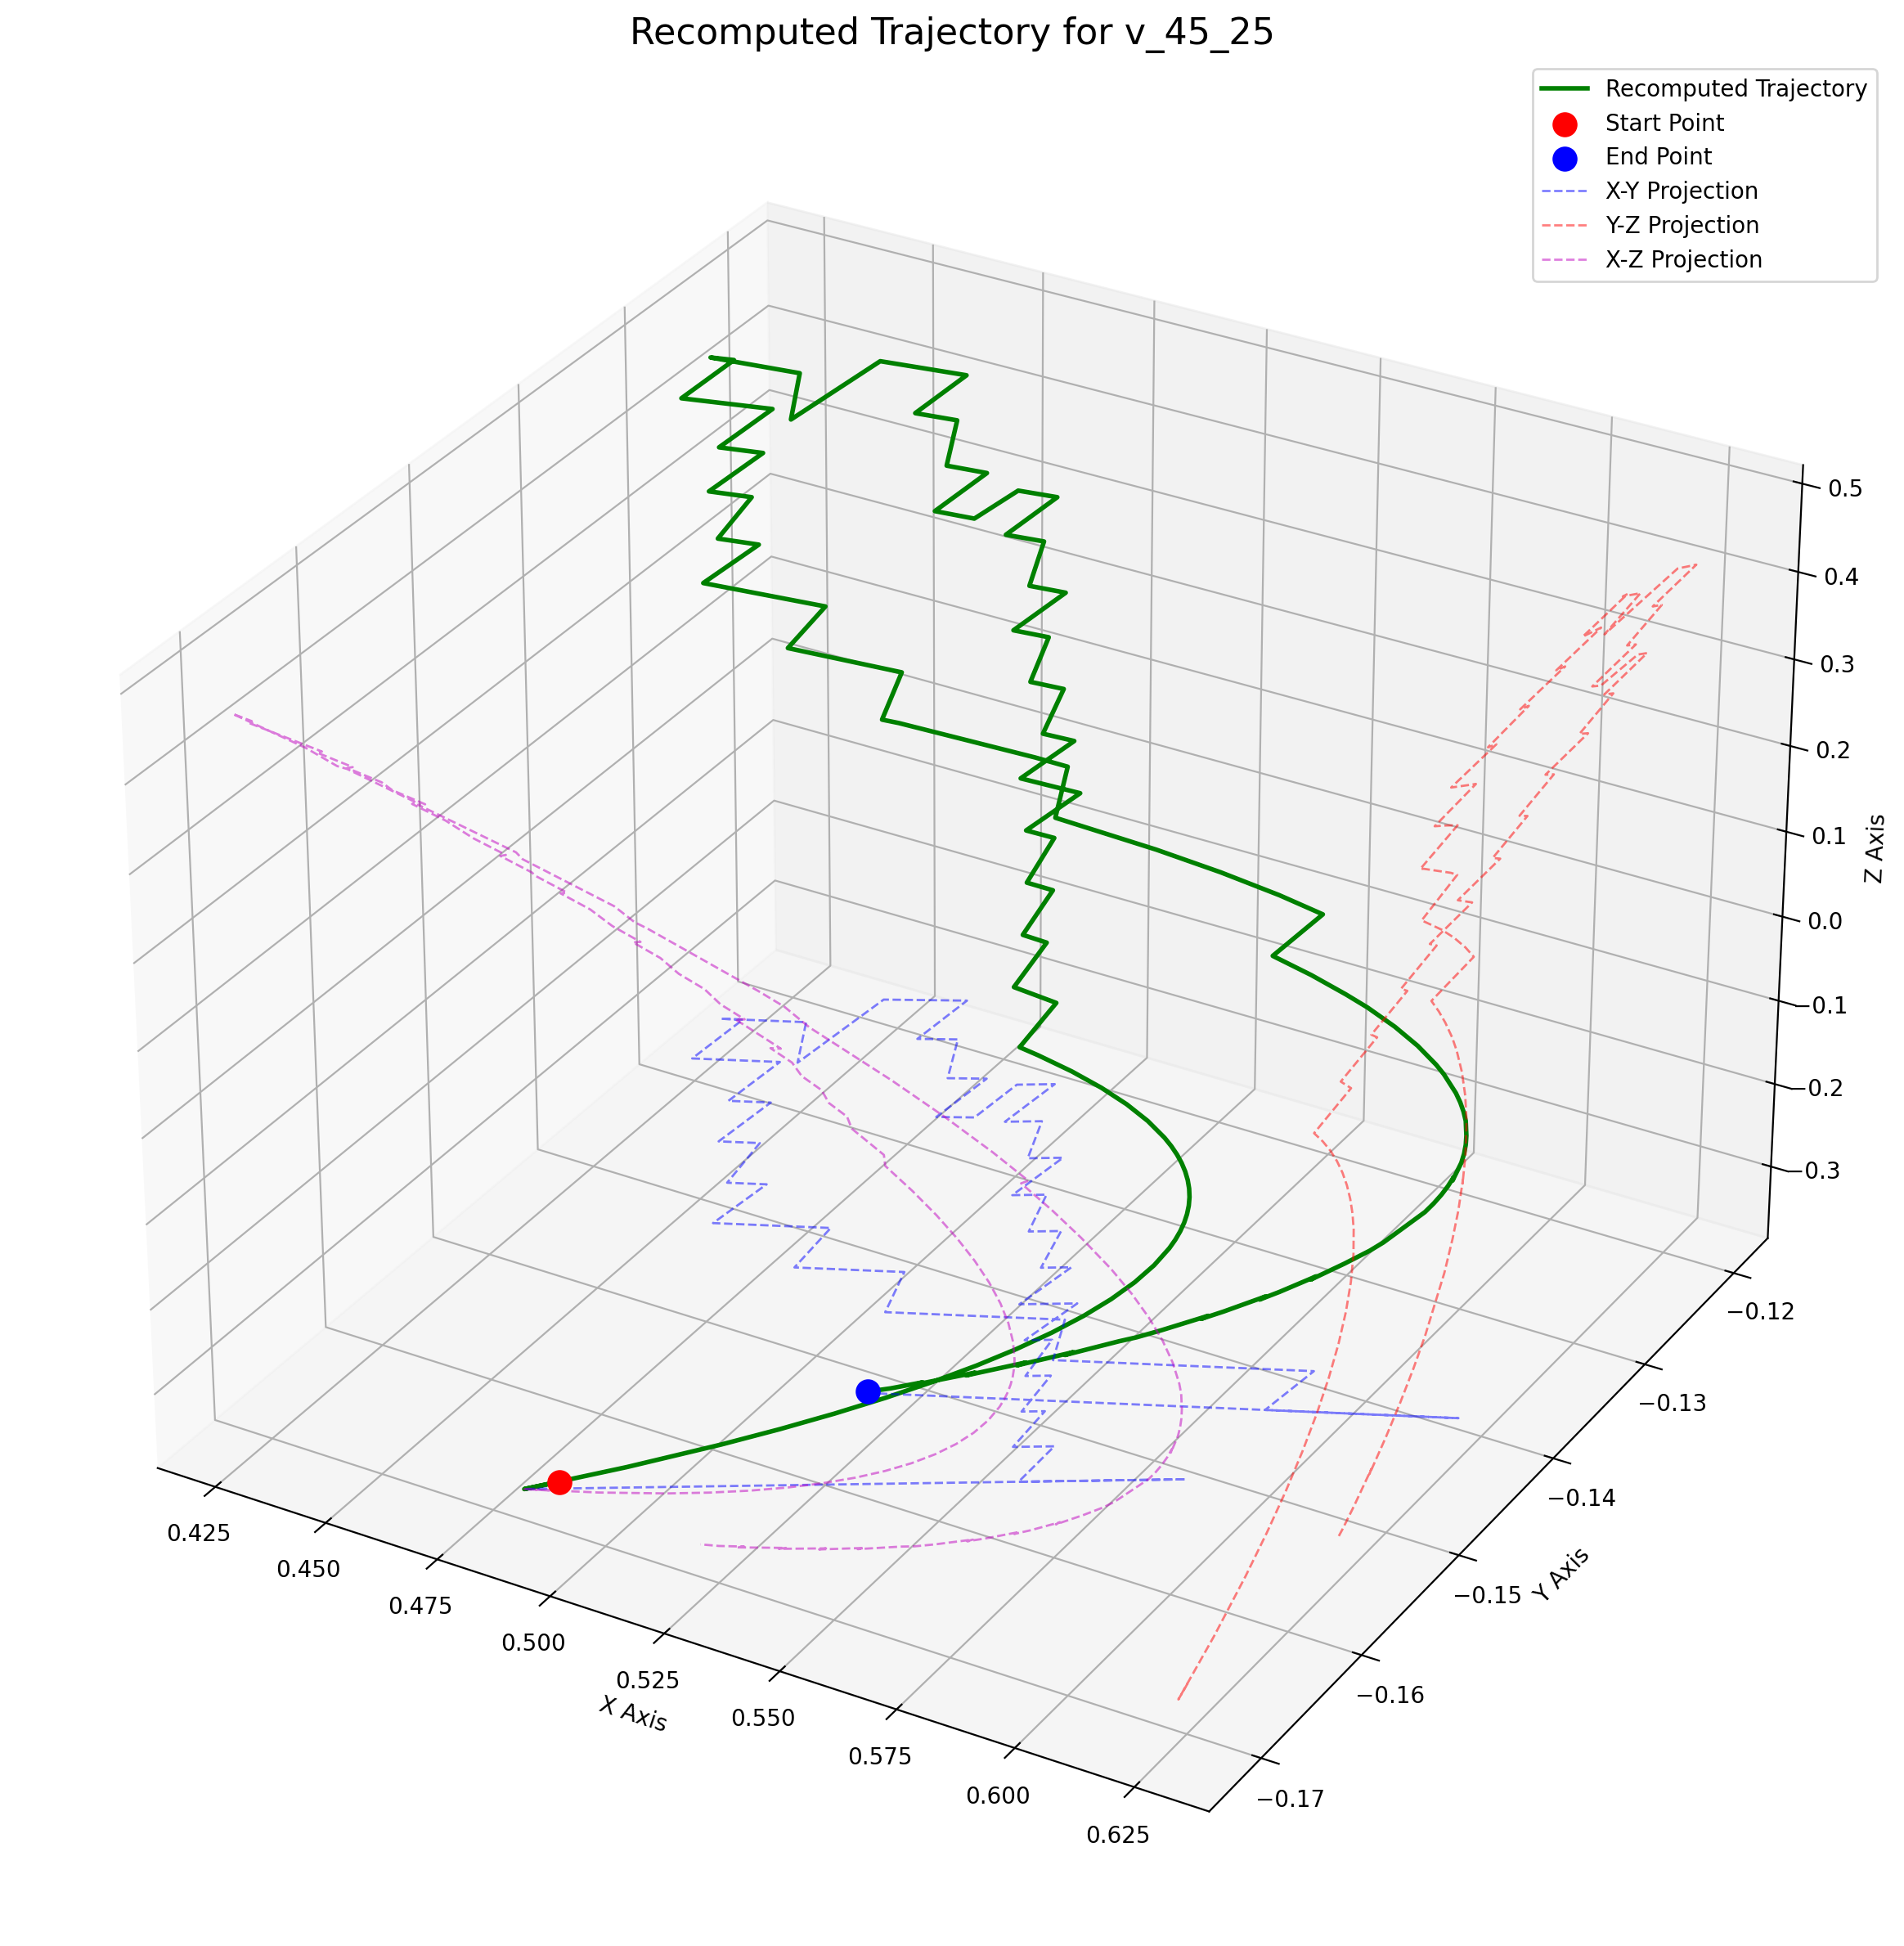 Recomputed Trajectory for v_45_25
Recomputed Trajectory
Start Point
End Point
X-Y Projection
Y-Z Projection
X-Z Projection
0.5
0.4
0.3
0.2
0.1
0.0
−0.1
−0.2
−0.3
Z Axis
−0.12
−0.13
−0.14
−0.15
−0.16
−0.17
Y Axis
0.425
0.450
0.475
0.500
0.525
0.550
0.575
0.600
0.625
X Axis